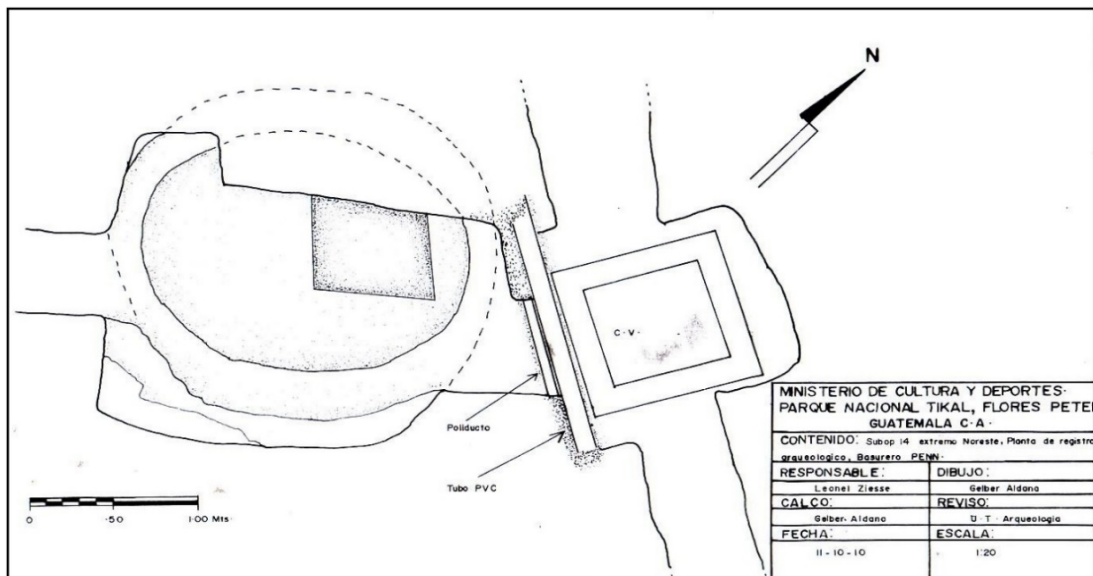 N
C.V.
Poliducto
Tubo PVC
0 .50 1.00 Mts.
MINISTERIO DE CULTURA Y DEPORTES.
PARQUE NACIONAL TIKAL, FLORES PETEN
GUATEMALA C.A.
CONTENIDO: Subop 14 extremo Noreste, Planta de registro
arqueologico, Basurero PENN.
RESPONSABLE: DIBUJO:
Leonel Ziesse Gelber Aldana
CALCO: REVISO:
Gelber Aldana U.T. Arqueologia
FECHA: ESCALA:
11-10-10 1:20